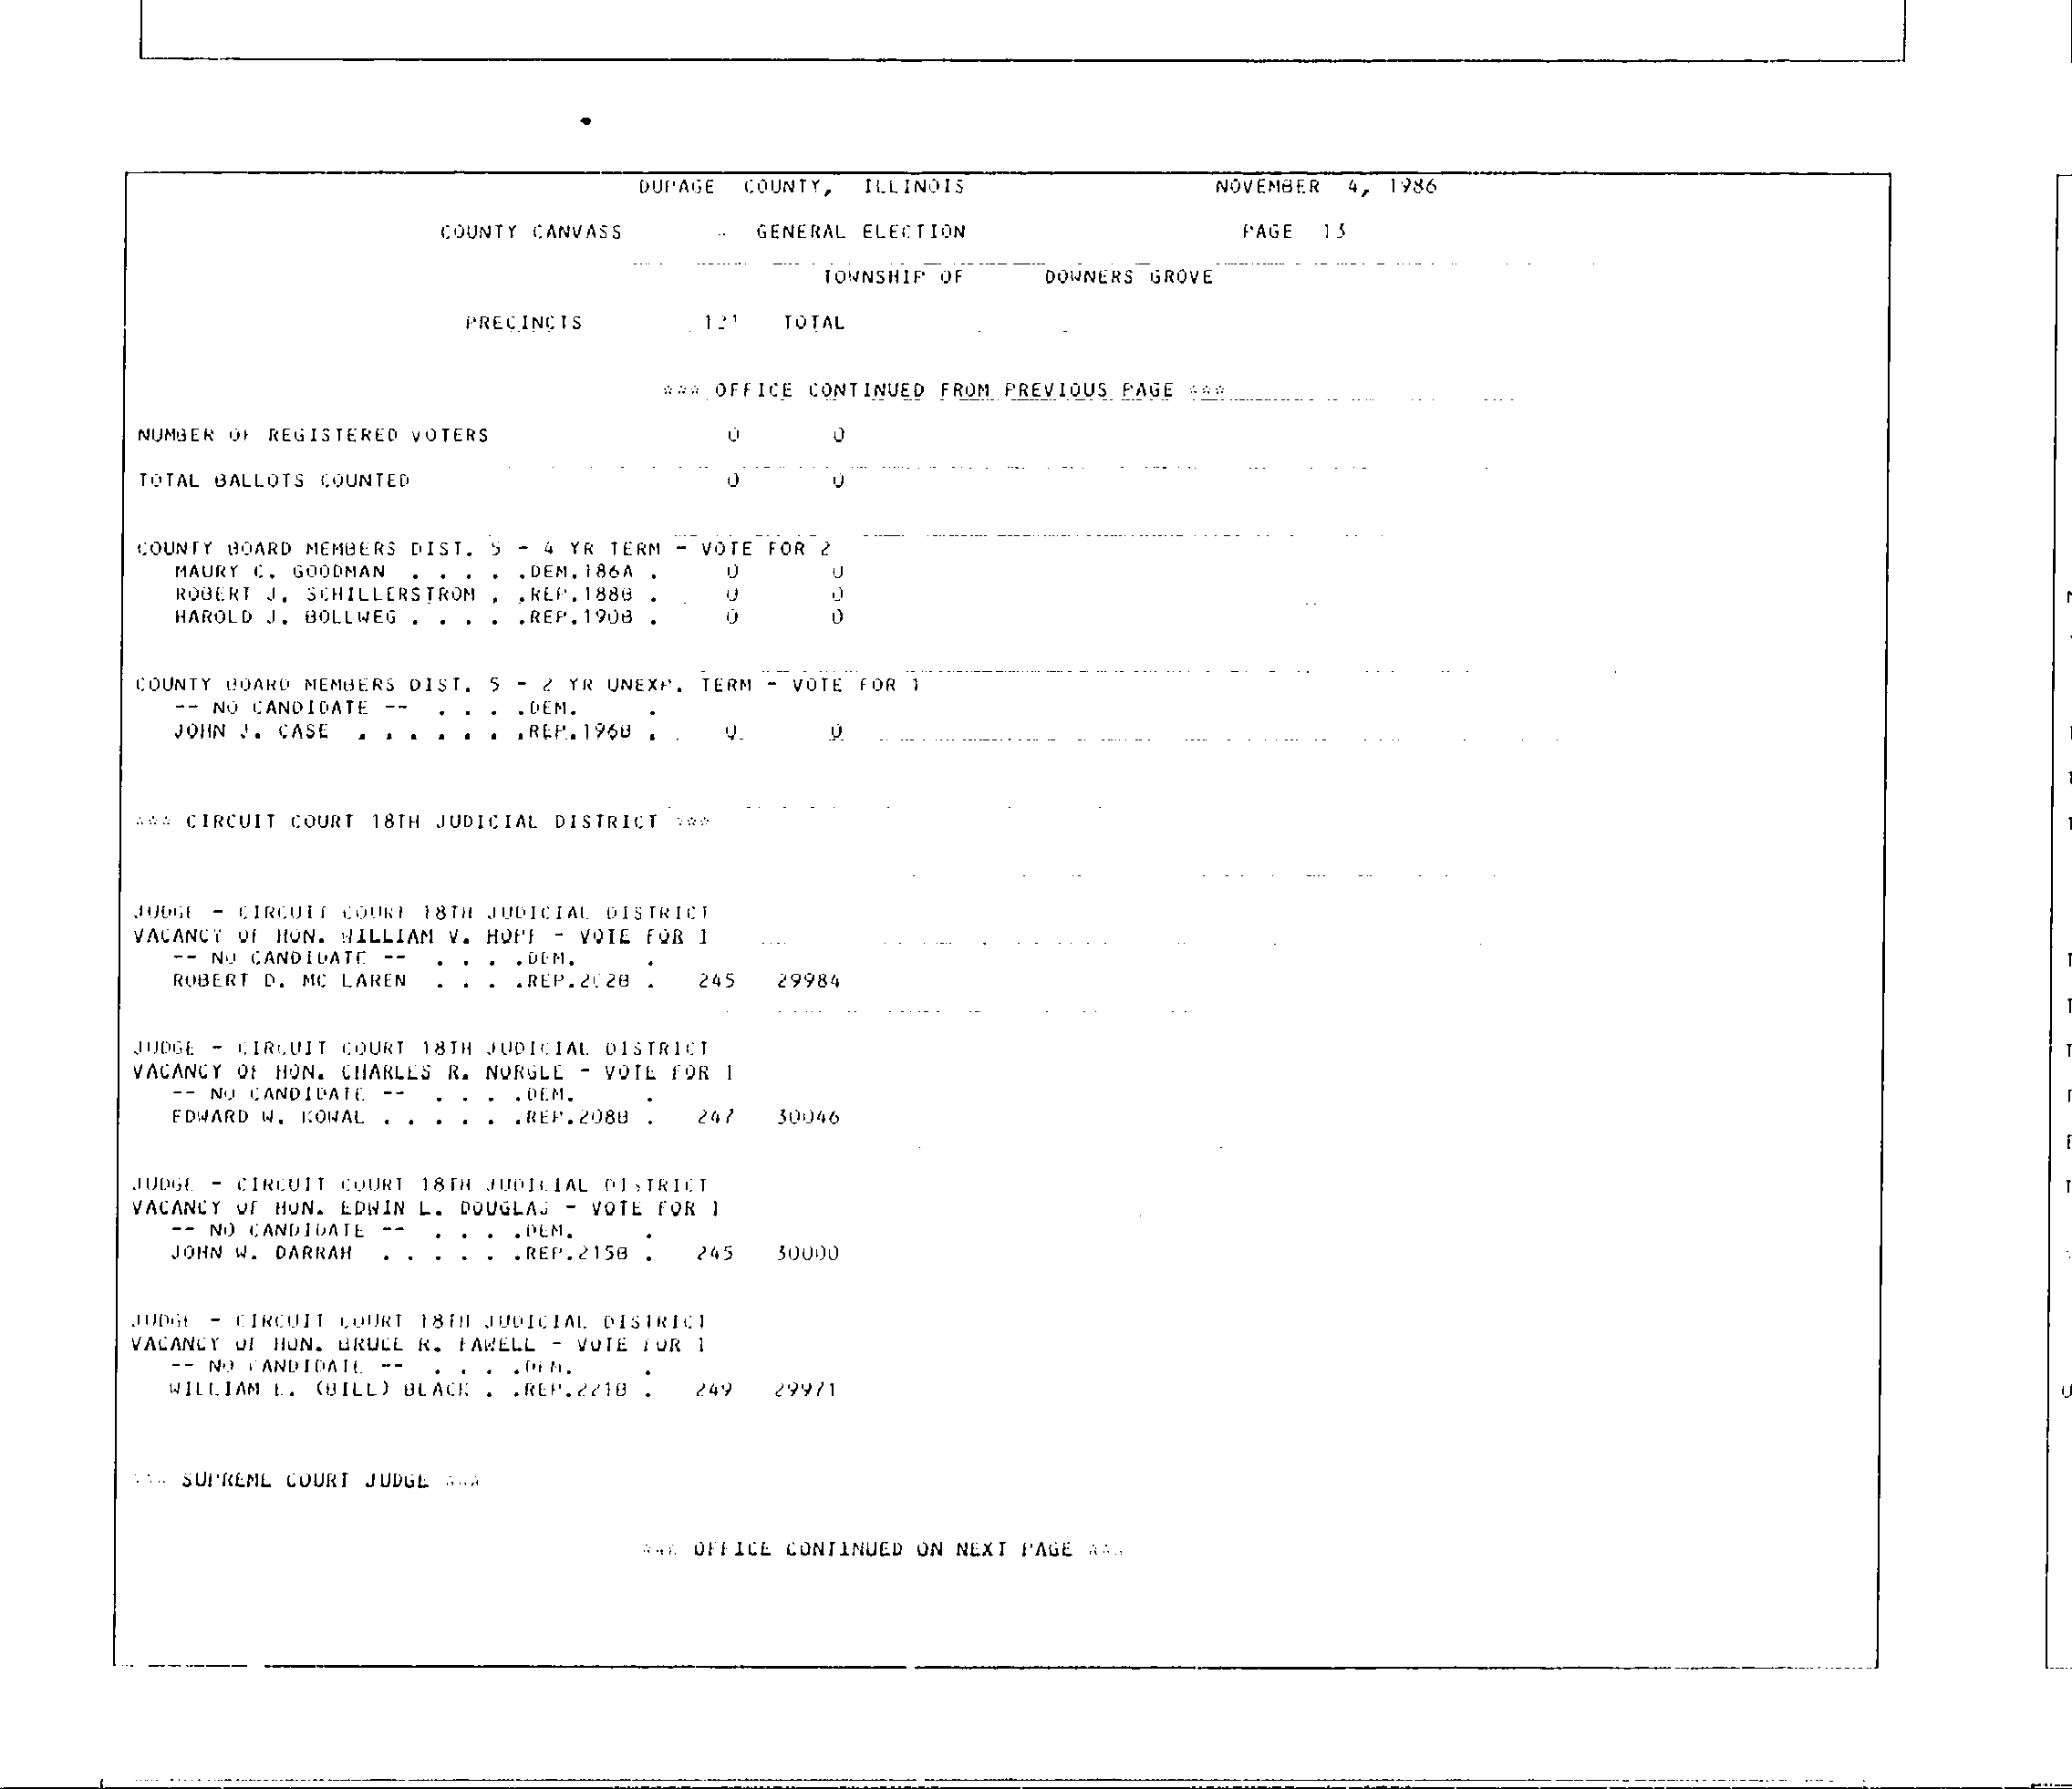 DUPAGE COUNTY, ILLINOIS NOVEMBER 4, 1986
COUNTY CANVASS - GENERAL ELECTION PAGE 13
TOWNSHIP OF DOWNERS GROVE
PRECINCTS 121 TOTAL
*** OFFICE CONTINUED FROM PREVIOUS PAGE ***
NUMBER OF REGISTERED VOTERS 0 0
TOTAL BALLOTS COUNTED 0 0
COUNTY BOARD MEMBERS DIST. 5 - 4 YR TERM - VOTE FOR 2
MAURY C. GOODMAN . . . . .DEM.186A . 0 0
ROBERT J. SCHILLERSTROM . .REP.188B . 0 0
HAROLD J. BOLLWEG . . . . .REP.190B . 0 0
COUNTY BOARD MEMBERS DIST. 5 - 2 YR UNEXP. TERM - VOTE FOR 1
-- NO CANDIDATE -- . . . .DEM. .
JOHN J. CASE . . . . . . .REP.196B . 0 0
*** CIRCUIT COURT 18TH JUDICIAL DISTRICT ***
JUDGE - CIRCUIT COURT 18TH JUDICIAL DISTRICT
VACANCY OF HON. WILLIAM V. HOPF - VOTE FOR 1
-- NO CANDIDATE -- . . . .DEM. .
ROBERT D. MC LAREN . . . .REP.202B . 245 29984
JUDGE - CIRCUIT COURT 18TH JUDICIAL DISTRICT
VACANCY OF HON. CHARLES R. NORGLE - VOTE FOR 1
-- NO CANDIDATE -- . . . .DEM. .
EDWARD W. KOWAL . . . . . .REP.208B . 247 30046
JUDGE - CIRCUIT COURT 18TH JUDICIAL DISTRICT
VACANCY OF HON. EDWIN L. DOUGLAS - VOTE FOR 1
-- NO CANDIDATE -- . . . .DEM. .
JOHN W. DARRAH . . . . . .REP.215B . 245 30000
JUDGE - CIRCUIT COURT 18TH JUDICIAL DISTRICT
VACANCY OF HON. BRUCE R. FAWELL - VOTE FOR 1
-- NO CANDIDATE -- . . . .DEM. .
WILLIAM E. (BILL) BLACK . .REP.221B . 249 29971
*** SUPREME COURT JUDGE ***
*** OFFICE CONTINUED ON NEXT PAGE ***